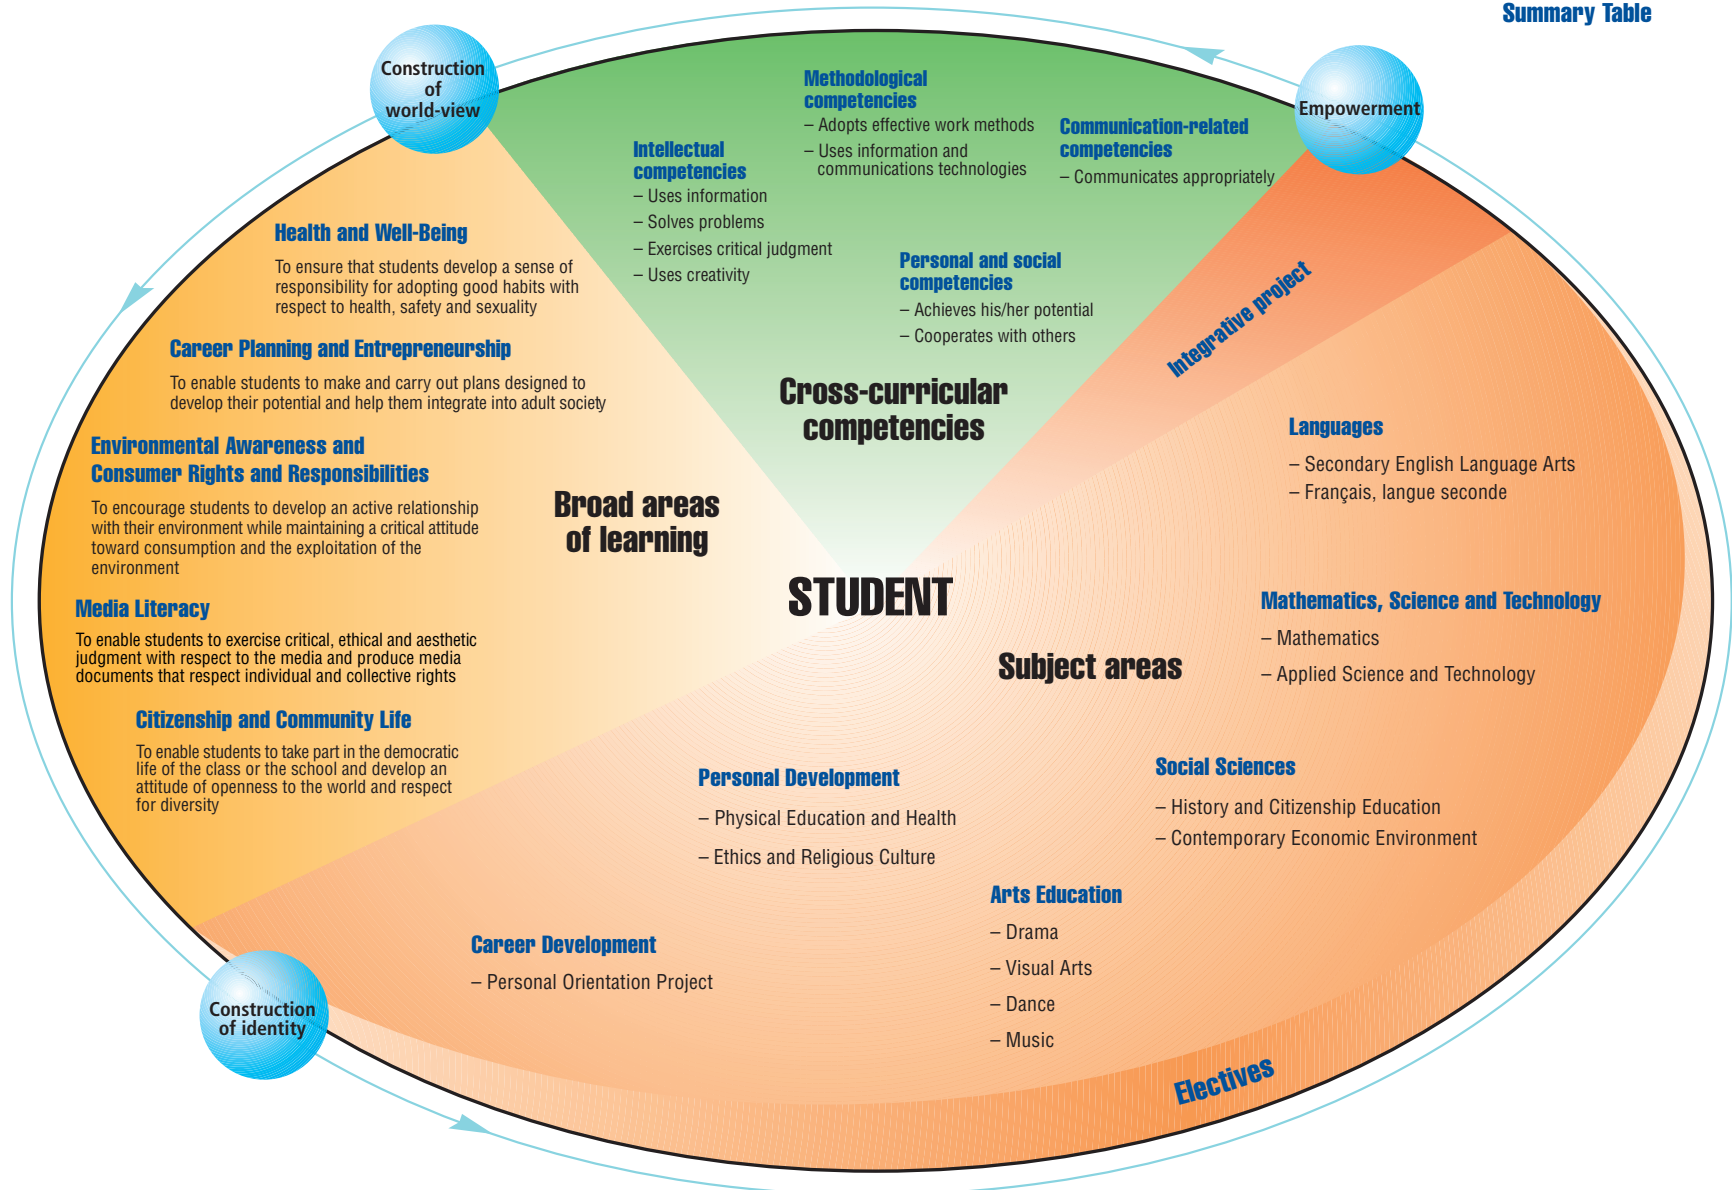 Summary Table
Construction
of
world-view
Empowerment
Methodological
competencies
– Adopts effective work methods
– Uses information and
communications technologies
Communication-related
competencies
– Communicates appropriately
Intellectual
competencies
– Uses information
– Solves problems
– Exercises critical judgment
– Uses creativity
Personal and social
competencies
– Achieves his/her potential
– Cooperates with others
Cross-curricular
competencies
Integrative project
Health and Well-Being
To ensure that students develop a sense of
responsibility for adopting good habits with
respect to health, safety and sexuality
Career Planning and Entrepreneurship
To enable students to make and carry out plans designed to
develop their potential and help them integrate into adult society
Environmental Awareness and
Consumer Rights and Responsibilities
To encourage students to develop an active relationship
with their environment while maintaining a critical attitude
toward consumption and the exploitation of the
environment
Media Literacy
To enable students to exercise critical, ethical and aesthetic
judgment with respect to the media and produce media
documents that respect individual and collective rights
Citizenship and Community Life
To enable students to take part in the democratic
life of the class or the school and develop an
attitude of openness to the world and respect
for diversity
Broad areas
of learning
STUDENT
Subject areas
Languages
– Secondary English Language Arts
– Français, langue seconde
Mathematics, Science and Technology
– Mathematics
– Applied Science and Technology
Social Sciences
– History and Citizenship Education
– Contemporary Economic Environment
Personal Development
– Physical Education and Health
– Ethics and Religious Culture
Arts Education
– Drama
– Visual Arts
– Dance
– Music
Career Development
– Personal Orientation Project
Construction
of identity
Electives